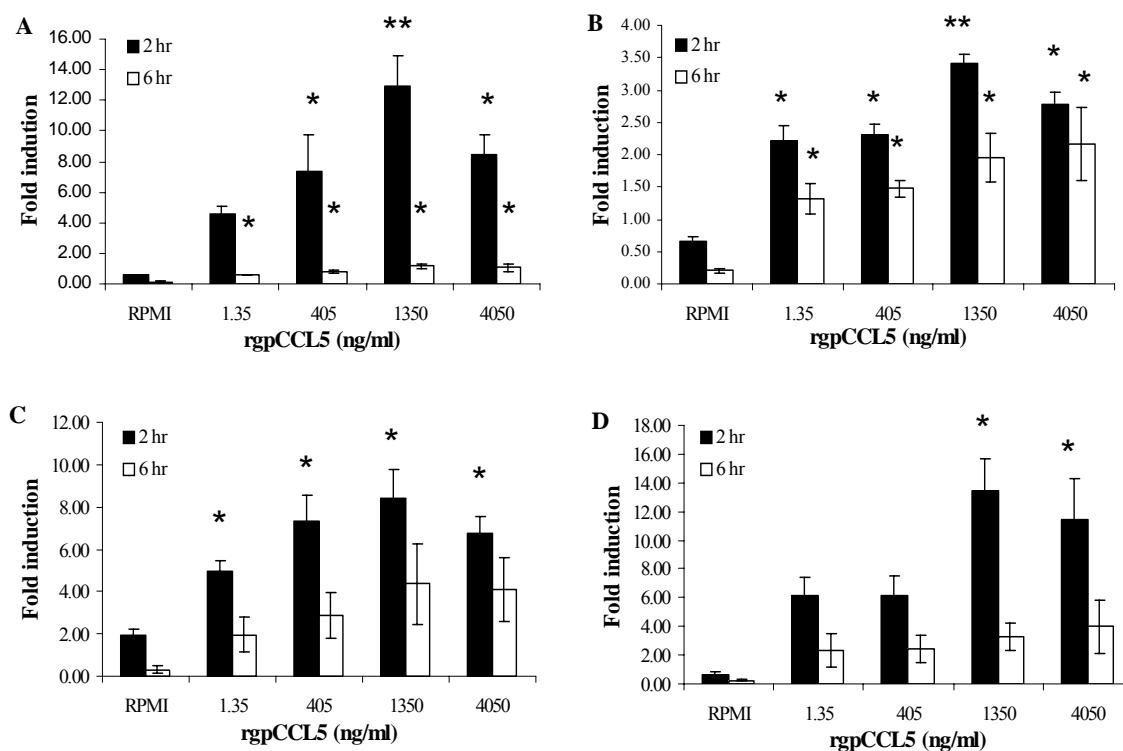 A
Fold indution
16.00
14.00
12.00
10.00
8.00
6.00
4.00
2.00
0.00
2 hr
6 hr
*
*
*
**
*
*
*
RPMI 1.35 405 1350 4050
rgpCCL5 (ng/ml)
B
Fold induction
4.00
3.50
3.00
2.50
2.00
1.50
1.00
0.50
0.00
2 hr
6 hr
*
*
*
*
**
*
*
*
RPMI 1.35 405 1350 4050
rgpCCL5 (ng/ml)
C
Fold induction
12.00
10.00
8.00
6.00
4.00
2.00
0.00
2 hr
6 hr
*
*
*
*
RPMI 1.35 405 1350 4050
rgpCCL5 (ng/ml)
D
Fold induction
18.00
16.00
14.00
12.00
10.00
8.00
6.00
4.00
2.00
0.00
2 hr
6 hr
*
*
RPMI 1.35 405 1350 4050
rgpCCL5 (ng/ml)